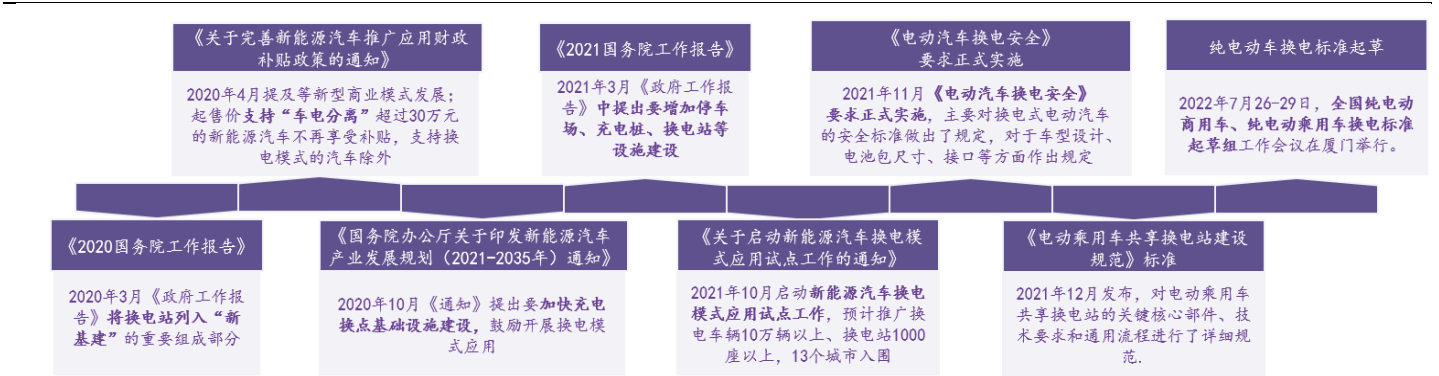 《关于完善新能源汽车推广应用财政
补贴政策的通知》
2020年4月提及等新型商业模式发展；
起售价支持“车电分离”超过30万元
的新能源汽车不再享受补贴，支持换
电模式的汽车除外
《2021国务院工作报告》
2021年3月《政府工作报
告》中提出要增加停车
场、充电桩、换电站等
设施建设
《电动汽车换电安全》
要求正式实施
2021年11月《电动汽车换电安全》
要求正式实施，主要对换电式电动汽车
的安全标准做出了规定，对于车型设计、
电池包尺寸、接口等方面作出规定
纯电动车换电标准起草
2022年7月26-29日，全国纯电动
商用车、纯电动乘用车换电标准
起草组工作会议在厦门举行。
《2020国务院工作报告》
2020年3月《政府工作报
告》将换电站列入“新
基建”的重要组成部分
《国务院办公厅关于印发新能源汽车
产业发展规划（2021-2035年）通知》
2020年10月《通知》提出要加快充电
换点基础设施建设，鼓励开展换电模
式应用
《关于启动新能源汽车换电模
式应用试点工作的通知》
2021年10月启动新能源汽车换电
模式应用试点工作，预计推广换
电车辆10万辆以上、换电站1000
座以上，13个城市入围
《电动乘用车共享换电站建设
规范》标准
2021年12月发布，对电动乘用车
共享换电站的关键核心部件、技
术要求和通用流程进行了详细规
范.